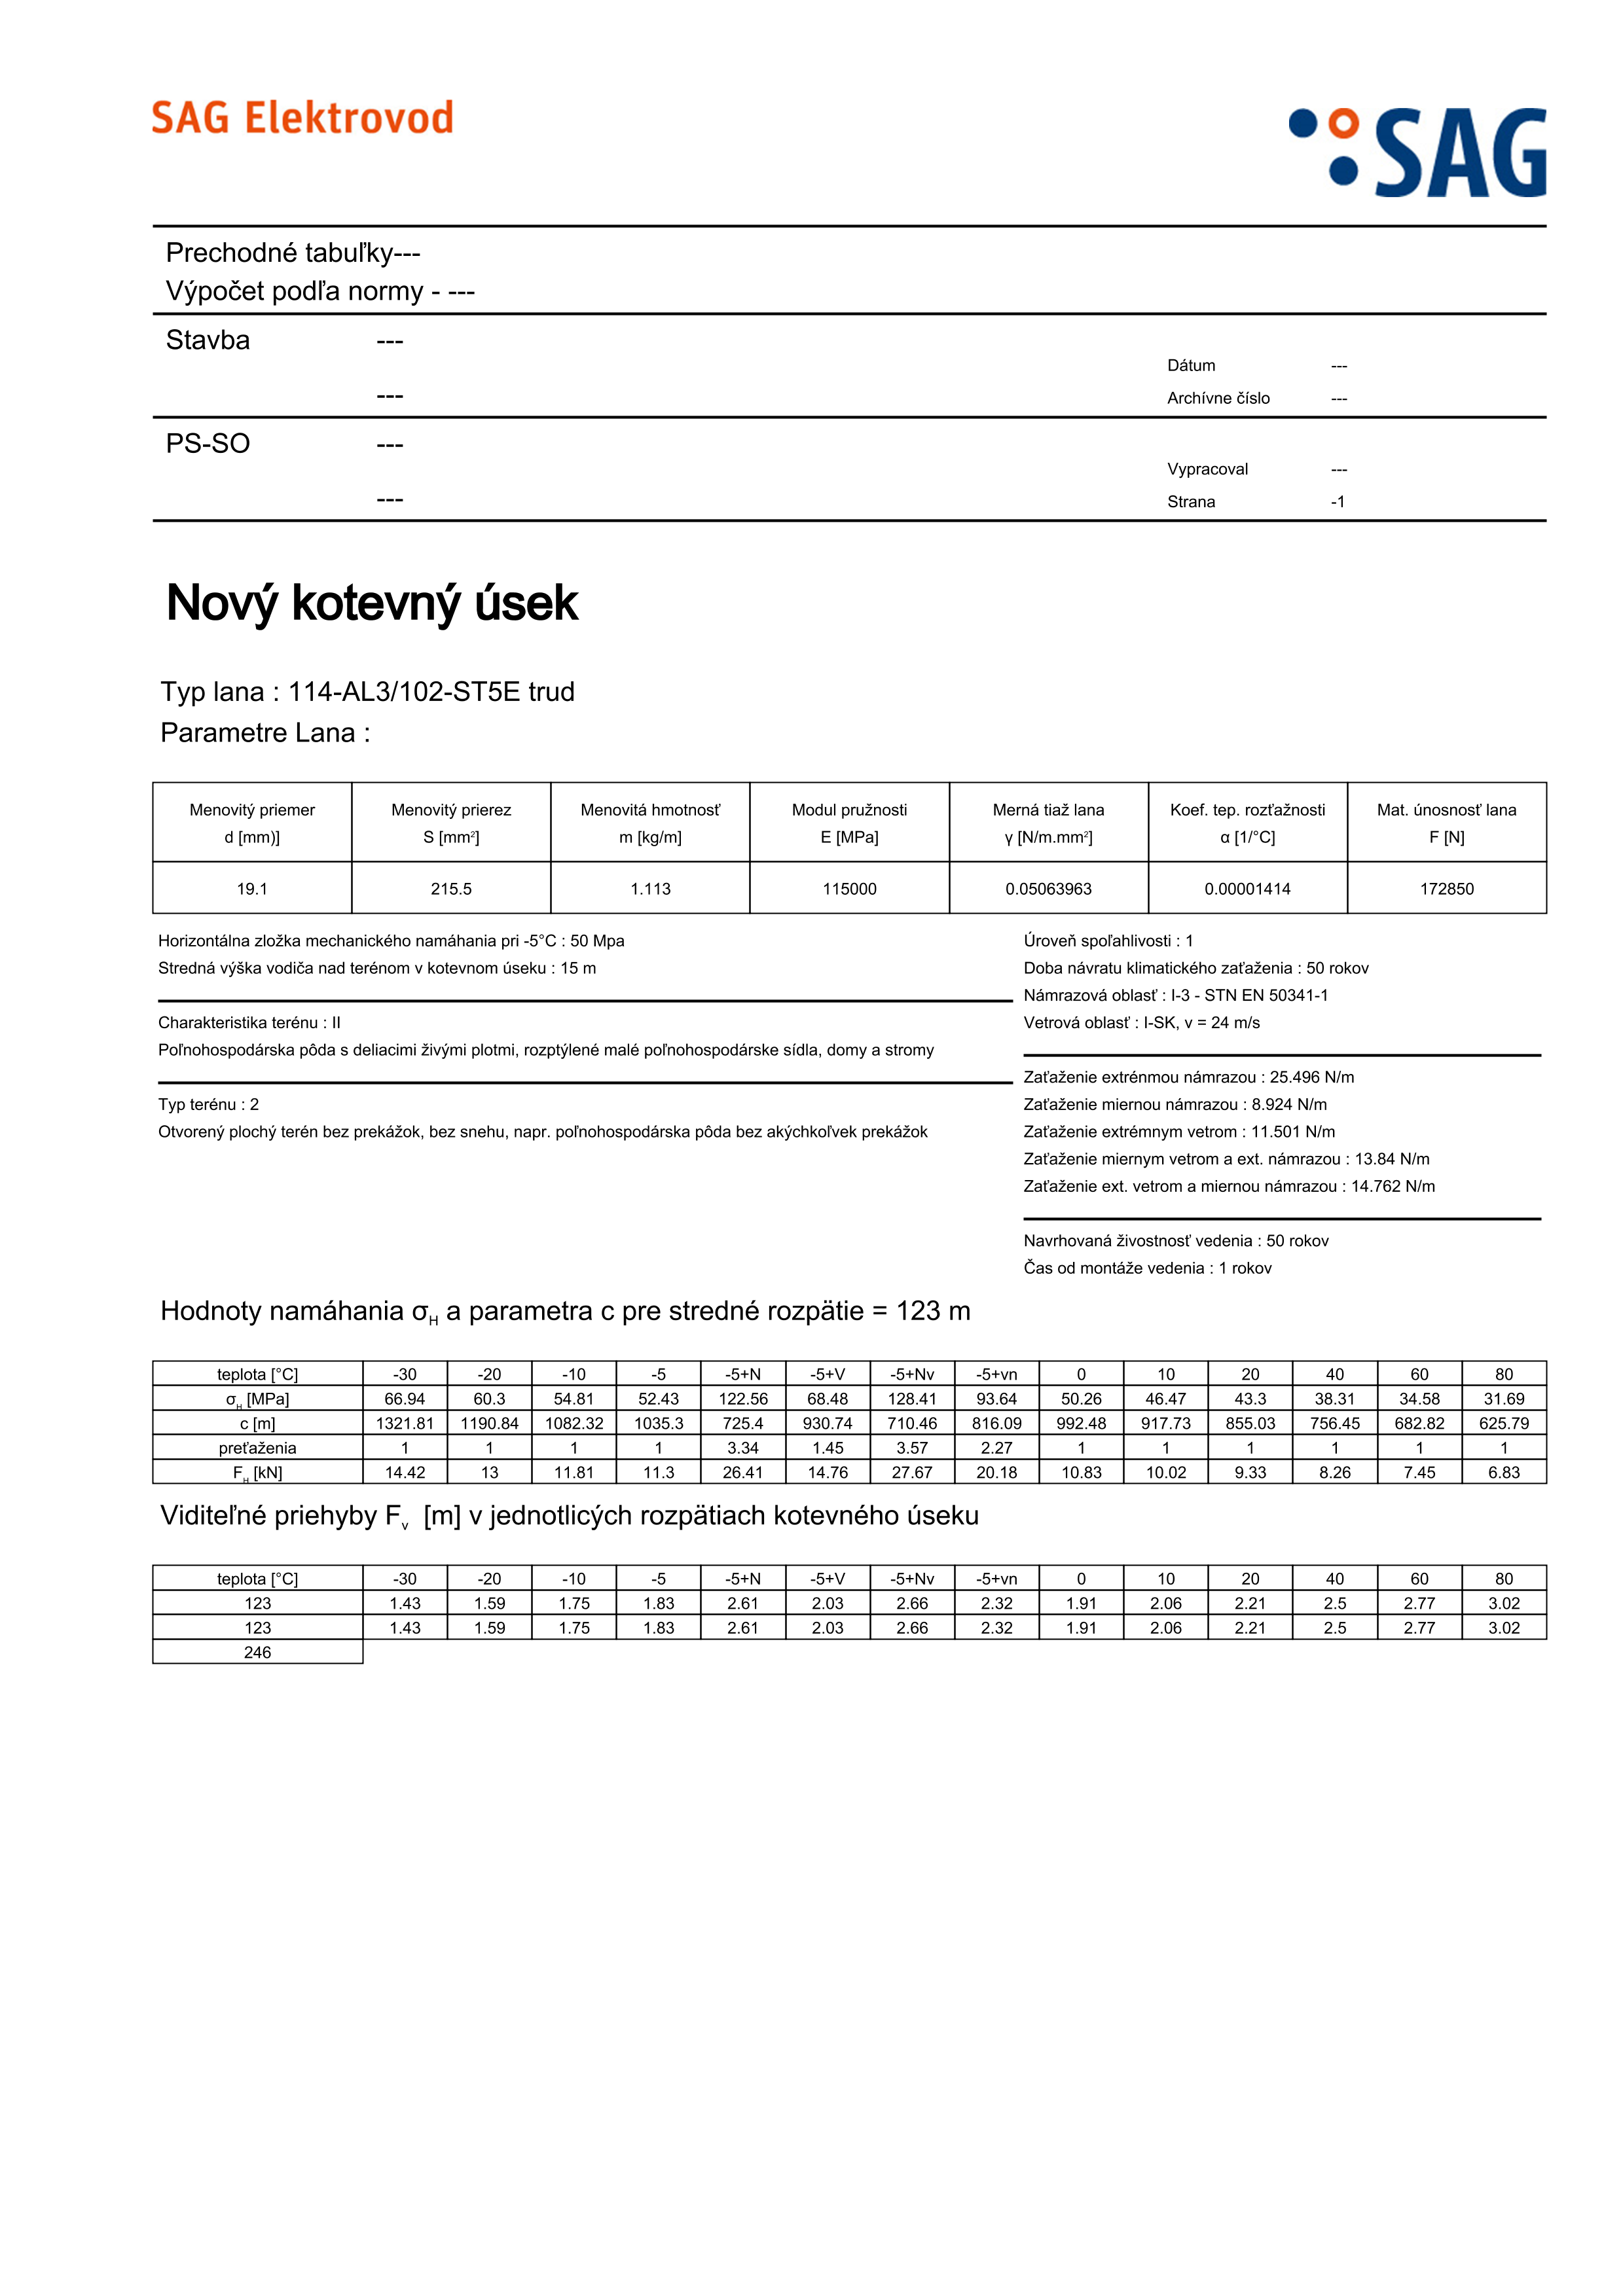 SAG Elektrovod
SAG
Prechodné tabuľky---
Výpočet podľa normy - ---
Stavba ---
Dátum ---
---
Archívne číslo ---
PS-SO ---
Vypracoval ---
---
Strana -1
Nový kotevný úsek
Typ lana : 114-AL3/102-ST5E trud
Parametre Lana :
Menovitý priemer d [mm)] Menovitý prierez S [mm²] Menovitá hmotnosť m [kg/m] Modul pružnosti E [MPa] Merná tiaž lana γ [N/m.mm²] Koef. tep. rozťažnosti α [1/°C] Mat. únosnosť lana F [N]
19.1 215.5 1.113 115000 0.05063963 0.00001414 172850
Horizontálna zložka mechanického namáhania pri -5°C : 50 Mpa
Stredná výška vodiča nad terénom v kotevnom úseku : 15 m
Charakteristika terénu : II
Poľnohospodárska pôda s deliacimi živými plotmi, rozptýlené malé poľnohospodárske sídla, domy a stromy
Typ terénu : 2
Otvorený plochý terén bez prekážok, bez snehu, napr. poľnohospodárska pôda bez akýchkoľvek prekážok
Úroveň spoľahlivosti : 1
Doba návratu klimatického zaťaženia : 50 rokov
Námrazová oblasť : I-3 - STN EN 50341-1
Vetrová oblasť : I-SK, v = 24 m/s
Zaťaženie extrénmou námrazou : 25.496 N/m
Zaťaženie miernou námrazou : 8.924 N/m
Zaťaženie extrémnym vetrom : 11.501 N/m
Zaťaženie miernym vetrom a ext. námrazou : 13.84 N/m
Zaťaženie ext. vetrom a miernou námrazou : 14.762 N/m
Navrhovaná živostnosť vedenia : 50 rokov
Čas od montáže vedenia : 1 rokov
Hodnoty namáhania σH a parametra c pre stredné rozpätie = 123 m
teplota [°C] -30 -20 -10 -5 -5+N -5+V -5+Nv -5+vn 0 10 20 40 60 80
σH [MPa] 66.94 60.3 54.81 52.43 122.56 68.48 128.41 93.64 50.26 46.47 43.3 38.31 34.58 31.69
c [m] 1321.81 1190.84 1082.32 1035.3 725.4 930.74 710.46 816.09 992.48 917.73 855.03 756.45 682.82 625.79
preťaženia 1 1 1 1 3.34 1.45 3.57 2.27 1 1 1 1 1 1
FH [kN] 14.42 13 11.81 11.3 26.41 14.76 27.67 20.18 10.83 10.02 9.33 8.26 7.45 6.83
Viditeľné priehyby Fv [m] v jednotlicých rozpätiach kotevného úseku
teplota [°C] -30 -20 -10 -5 -5+N -5+V -5+Nv -5+vn 0 10 20 40 60 80
123 1.43 1.59 1.75 1.83 2.61 2.03 2.66 2.32 1.91 2.06 2.21 2.5 2.77 3.02
123 1.43 1.59 1.75 1.83 2.61 2.03 2.66 2.32 1.91 2.06 2.21 2.5 2.77 3.02
246